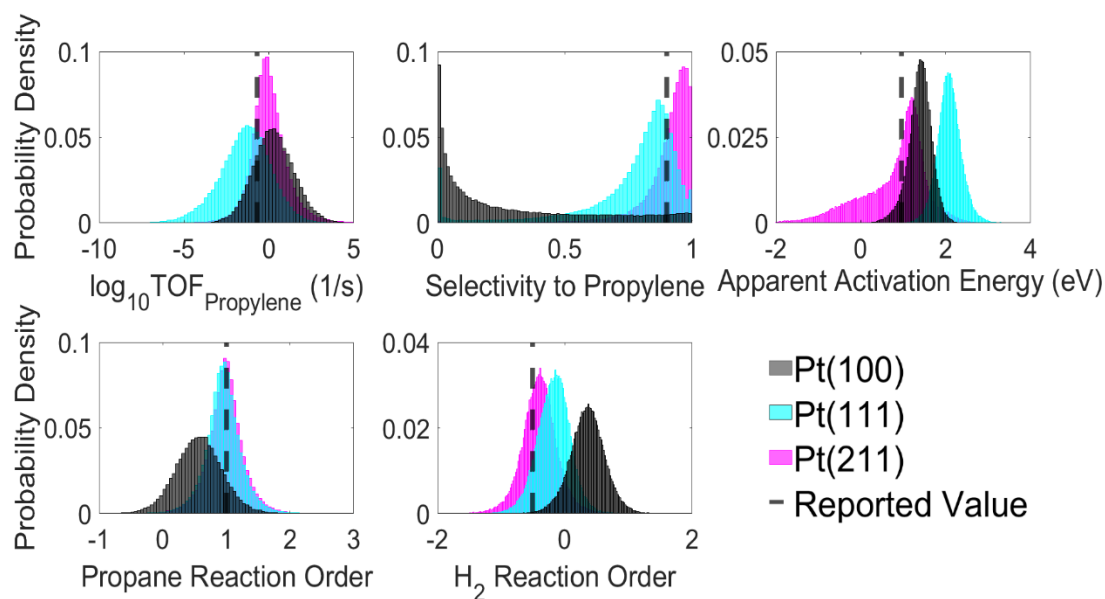 Probability Density
0.1
0.05
0
-10 -5 0 5
log10TOFPropylene (1/s)
0.1
0.05
0
0 0.5 1
Selectivity to Propylene
0.05
0.025
0
-2 0 2 4
Apparent Activation Energy (eV)
Probability Density
0.1
0.05
0
-1 0 1 2 3
Propane Reaction Order
0.04
0.02
0
-2 0 2
H2 Reaction Order
Pt(100)
Pt(111)
Pt(211)
Reported Value